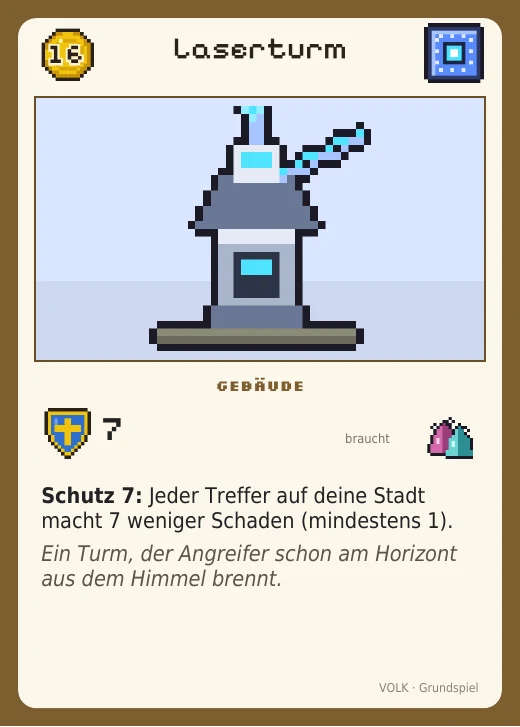 16
Laserturm
GEBÄUDE
7
braucht
Schutz 7: Jeder Treffer auf deine Stadt
macht 7 weniger Schaden (mindestens 1).
Ein Turm, der Angreifer schon am Horizont
aus dem Himmel brennt.
VOLK · Grundspiel